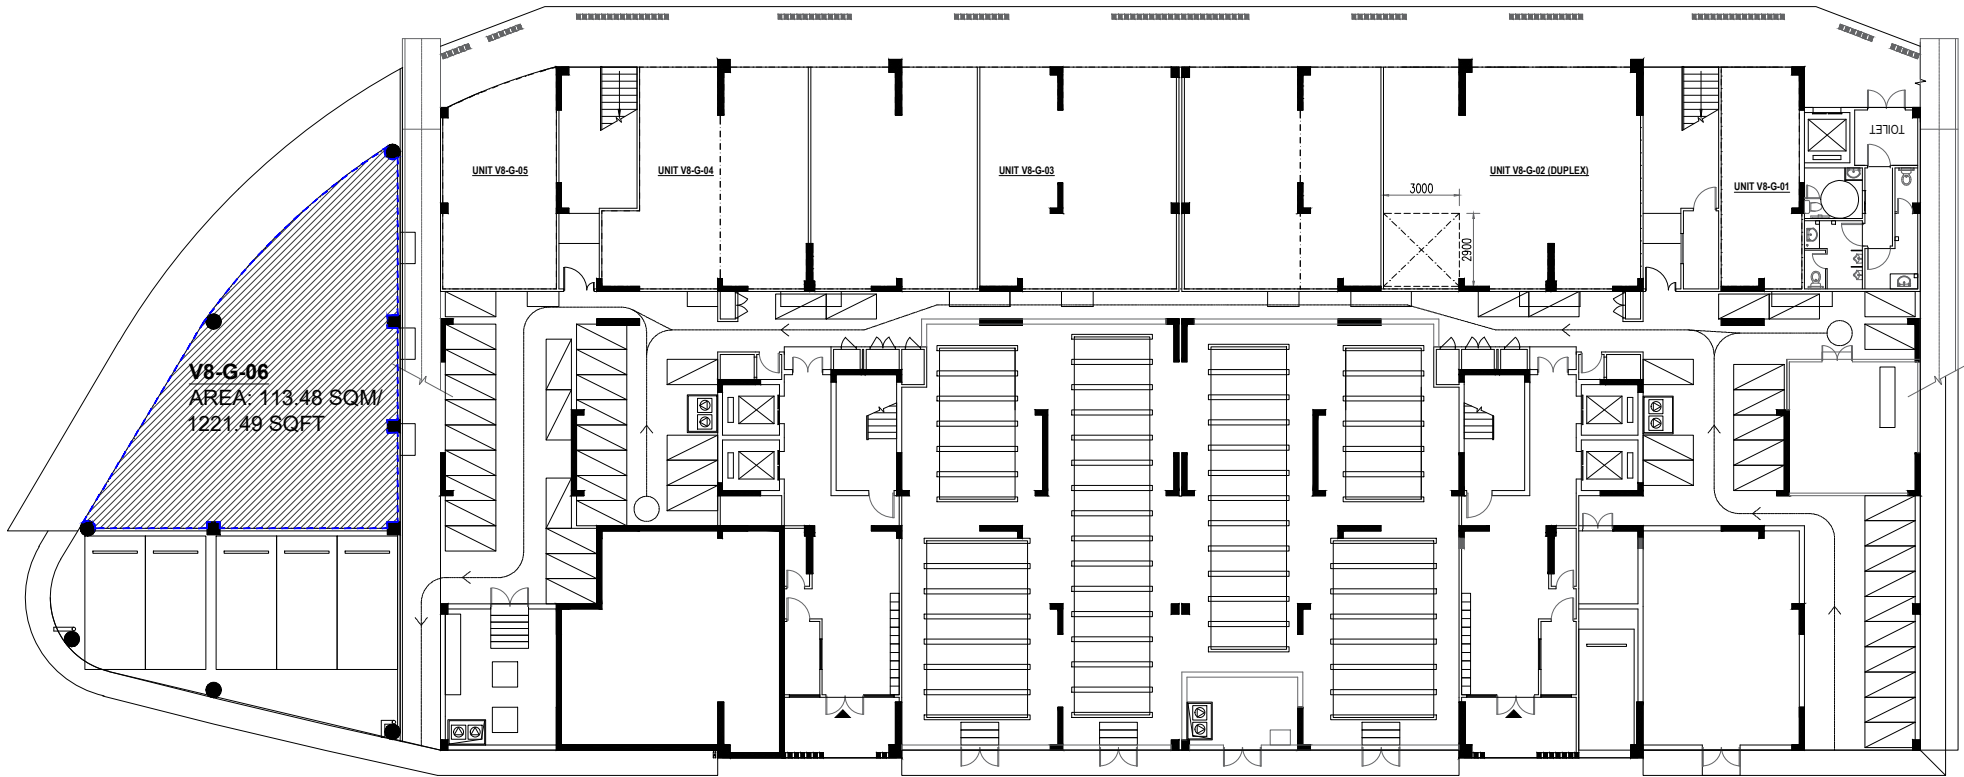 TOILET
UNIT V8-G-05
UNIT V8-G-04
UNIT V8-G-03
UNIT V8-G-02 (DUPLEX)
UNIT V8-G-01
3000
2900
V8-G-06
AREA: 113.48 SQM/
1221.49 SQFT